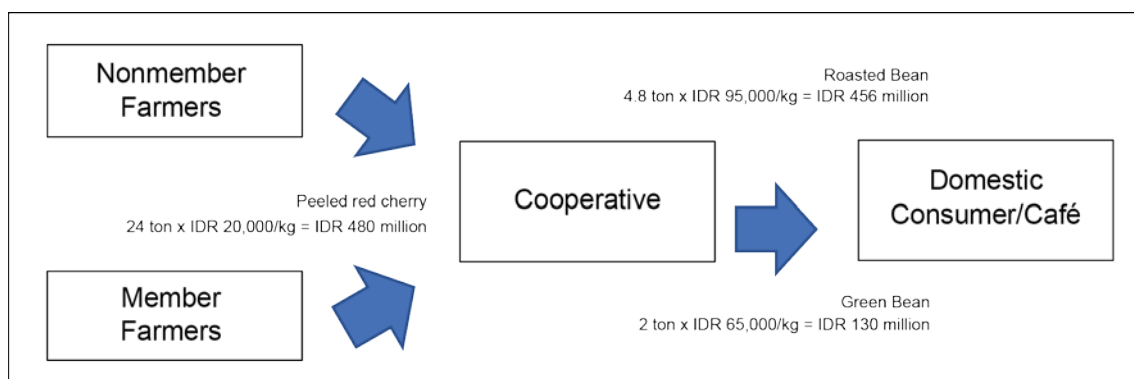 Nonmember
Farmers
Roasted Bean
4.8 ton x IDR 95,000/kg = IDR 456 million
Peeled red cherry
24 ton x IDR 20,000/kg = IDR 480 million
Cooperative
Domestic
Consumer/Café
Member
Farmers
Green Bean
2 ton x IDR 65,000/kg = IDR 130 million